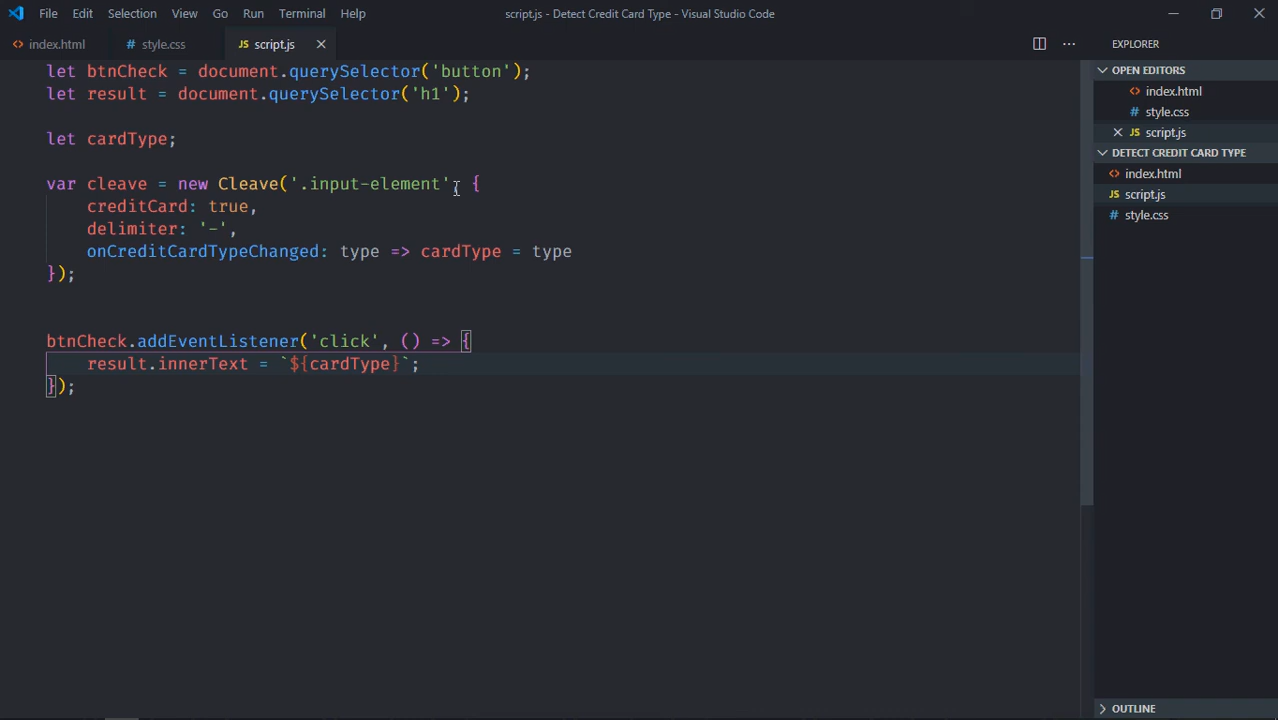 File Edit Selection View Go Run Terminal Help script.js - Detect Credit Card Type - Visual Studio Code
<> index.html # style.css JS script.js
let btnCheck = document.querySelector('button');
let result = document.querySelector('h1');
let cardType;
var cleave = new Cleave('.input-element', {
creditCard: true,
delimiter: '-',
onCreditCardTypeChanged: type => cardType = type
});
btnCheck.addEventListener('click', () => {
result.innerText = `${cardType}`;
});
EXPLORER
OPEN EDITORS
<> index.html
# style.css
JS script.js
DETECT CREDIT CARD TYPE
<> index.html
JS script.js
# style.css
OUTLINE